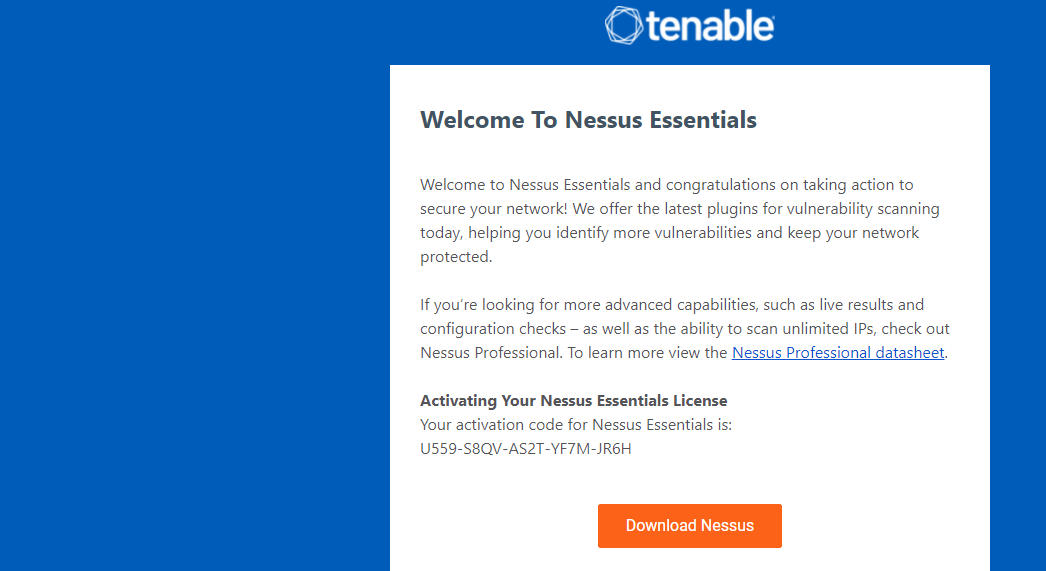 tenable
Welcome To Nessus Essentials
Welcome to Nessus Essentials and congratulations on taking action to
secure your network! We offer the latest plugins for vulnerability scanning
today, helping you identify more vulnerabilities and keep your network
protected.
If you're looking for more advanced capabilities, such as live results and
configuration checks – as well as the ability to scan unlimited IPs, check out
Nessus Professional. To learn more view the Nessus Professional datasheet.
Activating Your Nessus Essentials License
Your activation code for Nessus Essentials is:
U559-S8QV-AS2T-YF7M-JR6H
Download Nessus